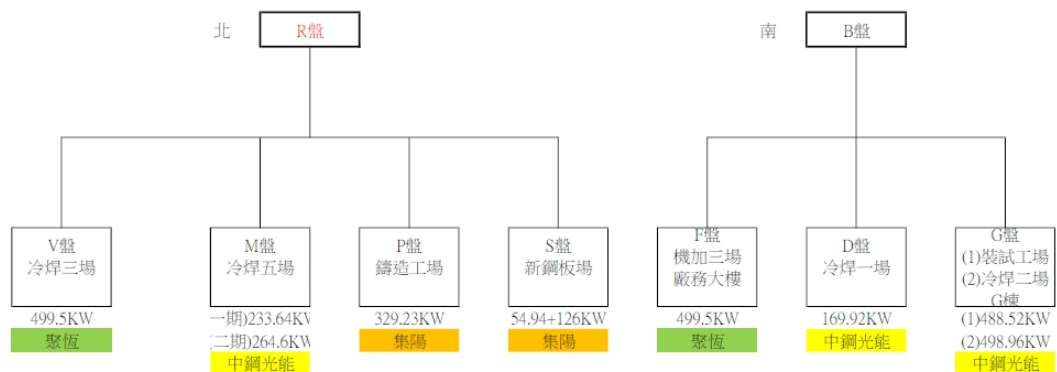 北
R盤
南
B盤
V盤
冷焊三場
499.5KW
聚恆
M盤
冷焊五場
一期)233.64KW
二期)264.6KW
中鋼光能
P盤
鑄造工場
329.23KW
集陽
S盤
新鋼板場
54.94+126KW
集陽
F盤
機加三場
廠務大樓
499.5KW
聚恆
D盤
冷焊一場
169.92KW
中鋼光能
G盤
(1)裝試工場
(2)冷焊二場
G棟
(1)488.52KW
(2)498.96KW
中鋼光能